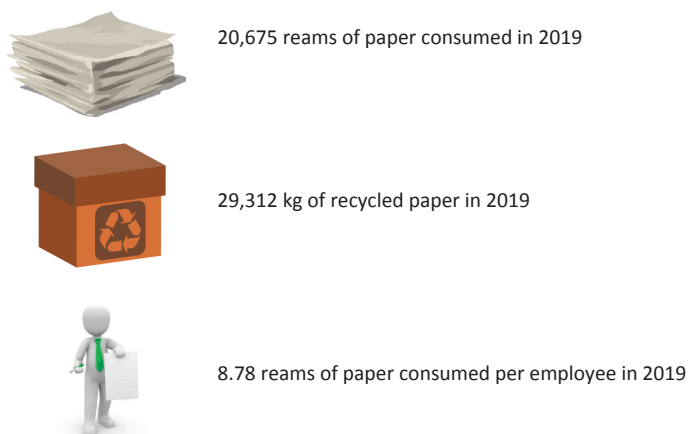 20,675 reams of paper consumed in 2019
29,312 kg of recycled paper in 2019
8.78 reams of paper consumed per employee in 2019